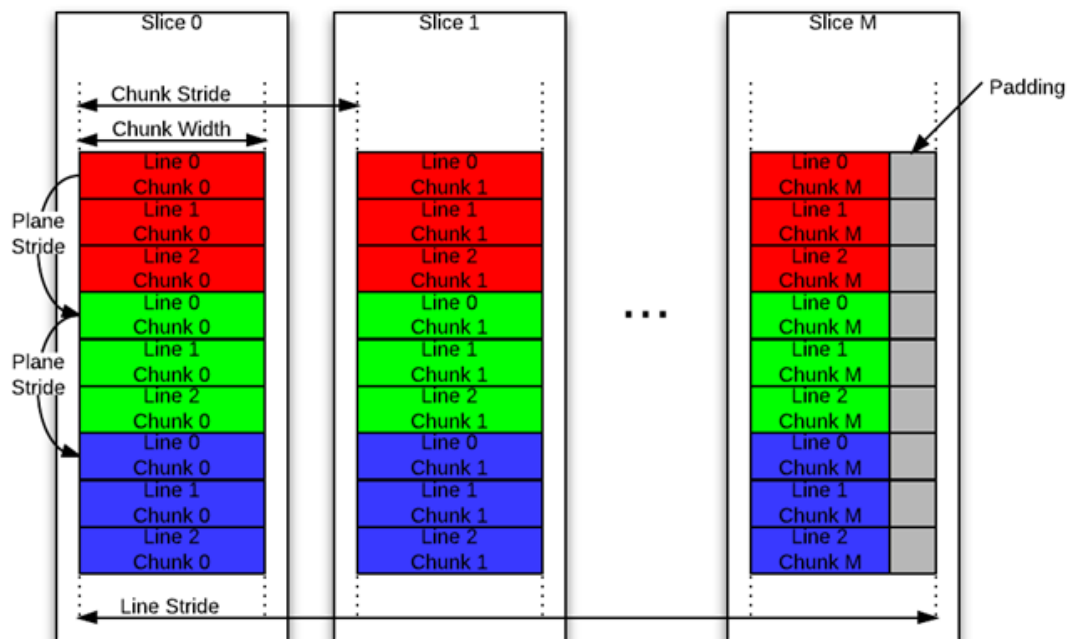 Slice 0
Slice 1
Slice M
Chunk Stride
Padding
Chunk Width
Line 0
Chunk 0
Line 1
Chunk 0
Line 2
Chunk 0
Line 0
Chunk 0
Line 1
Chunk 0
Line 2
Chunk 0
Line 0
Chunk 0
Line 1
Chunk 0
Line 2
Chunk 0
Plane
Stride
Plane
Stride
Line 0
Chunk 1
Line 1
Chunk 1
Line 2
Chunk 1
Line 0
Chunk 1
Line 1
Chunk 1
Line 2
Chunk 1
Line 0
Chunk 1
Line 1
Chunk 1
Line 2
Chunk 1
...
Line 0
Chunk M
Line 1
Chunk M
Line 2
Chunk M
Line 0
Chunk M
Line 1
Chunk M
Line 2
Chunk M
Line 0
Chunk M
Line 1
Chunk M
Line 2
Chunk M
Line Stride